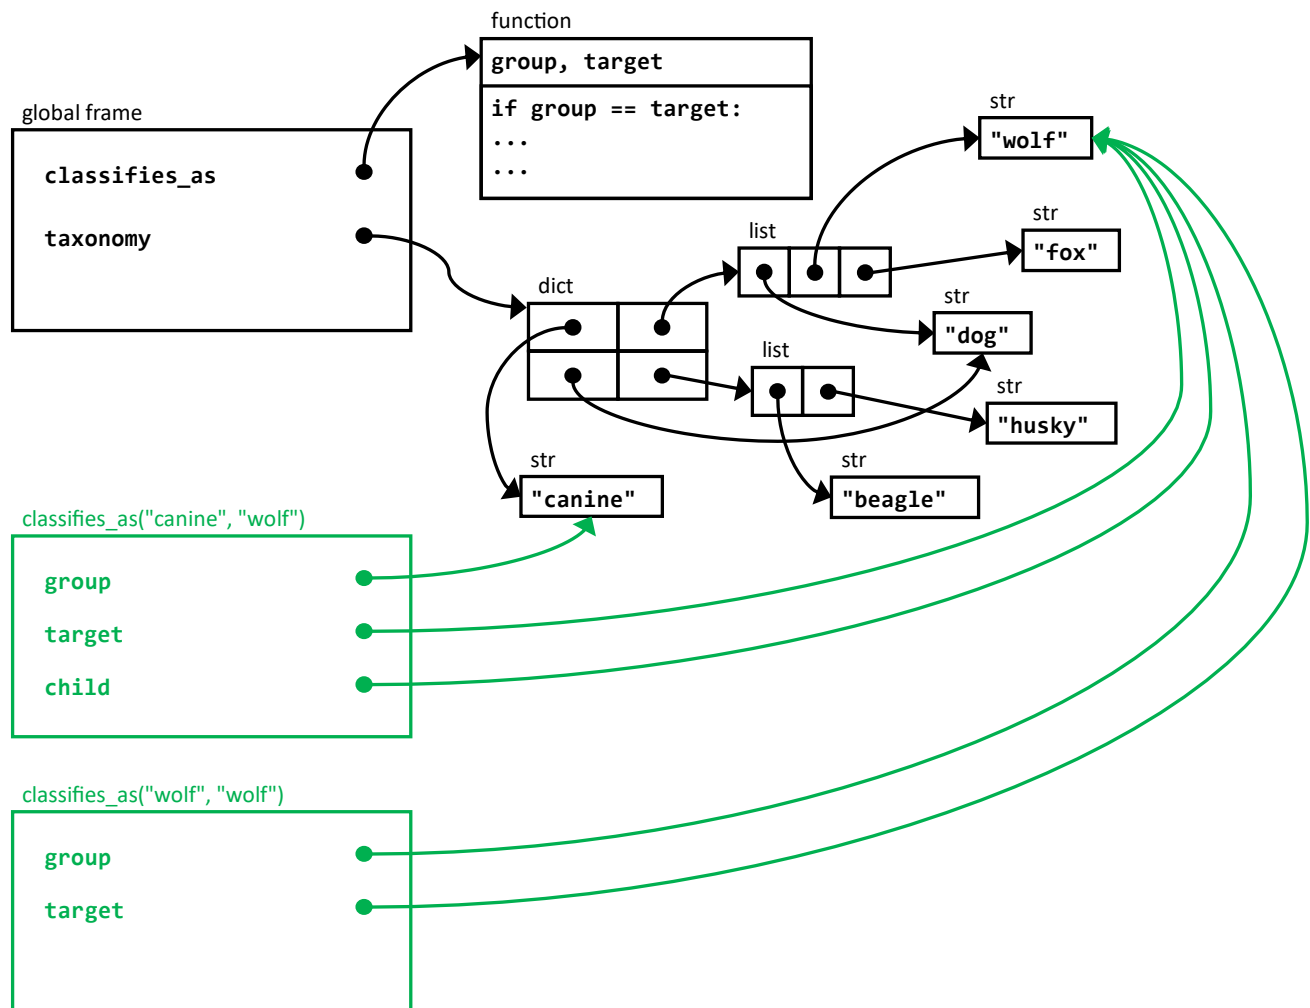 function
group, target
if group == target:
...
...
global frame
classifies_as
taxonomy
str
"wolf"
list
str
"fox"
dict
str
"dog"
list
str
"husky"
str
"canine"
str
"beagle"
classifies_as("canine", "wolf")
group
target
child
classifies_as("wolf", "wolf")
group
target